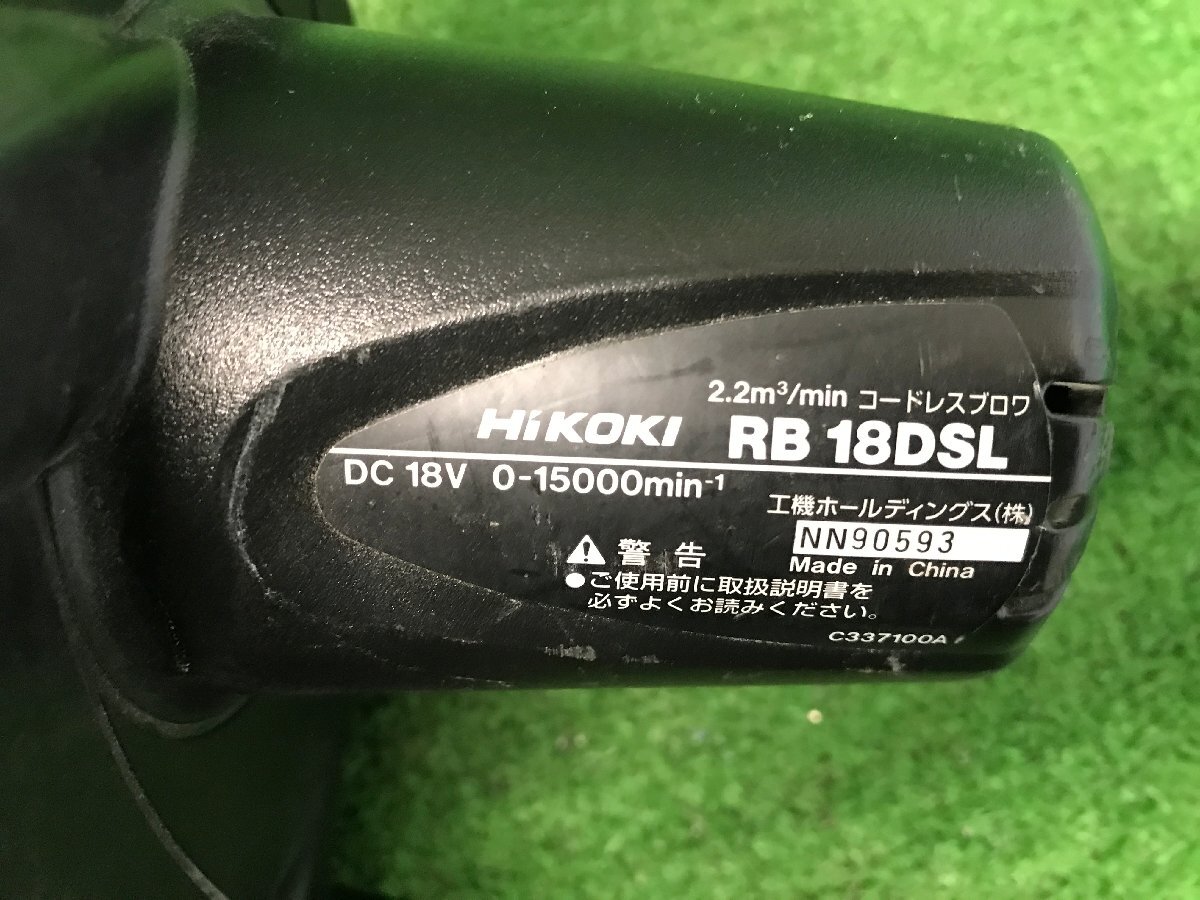 2.2m³/min コードレスブロワ
HiKOKI RB 18DSL
DC 18V 0-15000min⁻¹
工機ホールディングス(株)
NN90593
Made in China
警告
●ご使用前に取扱説明書を
必ずよくお読みください。
C337100A